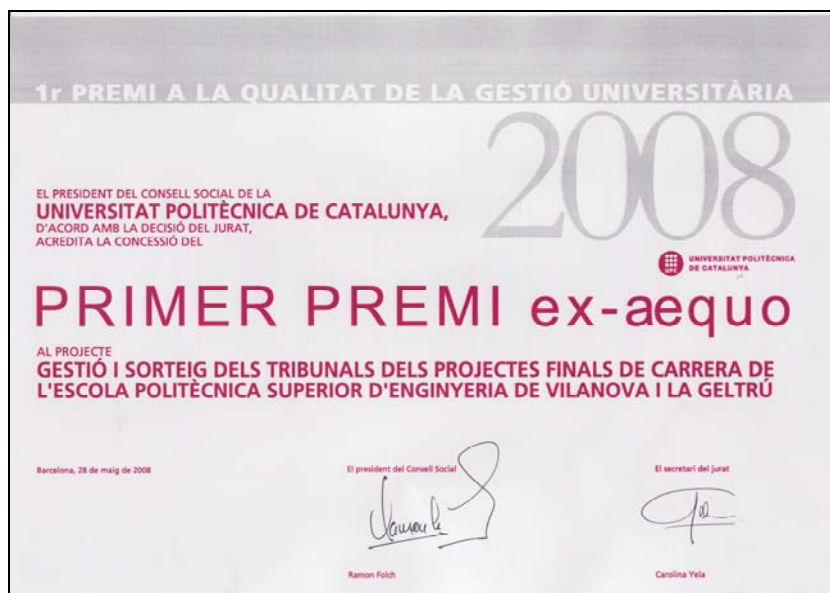 1r PREMI A LA QUALITAT DE LA GESTIÓ UNIVERSITÀRIA
2008
EL PRESIDENT DEL CONSELL SOCIAL DE LA
UNIVERSITAT POLITÈCNICA DE CATALUNYA,
D'ACORD AMB LA DECISIÓ DEL JURAT,
ACREDITA LA CONCESSIÓ DEL
UPC
UNIVERSITAT POLITÈCNICA
DE CATALUNYA
PRIMER PREMI ex-aequo
AL PROJECTE
GESTIÓ I SORTEIG DELS TRIBUNALS DELS PROJECTES FINALS DE CARRERA DE
L'ESCOLA POLITÈCNICA SUPERIOR D'ENGINYERIA DE VILANOVA I LA GELTRÚ
Barcelona, 28 de maig de 2008
El president del Consell Social
El secretari del jurat
Ramon Folch
Carolina Yela